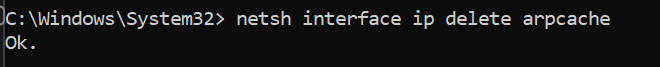 C:\Windows\System32> netsh interface ip delete arpcache
Ok.